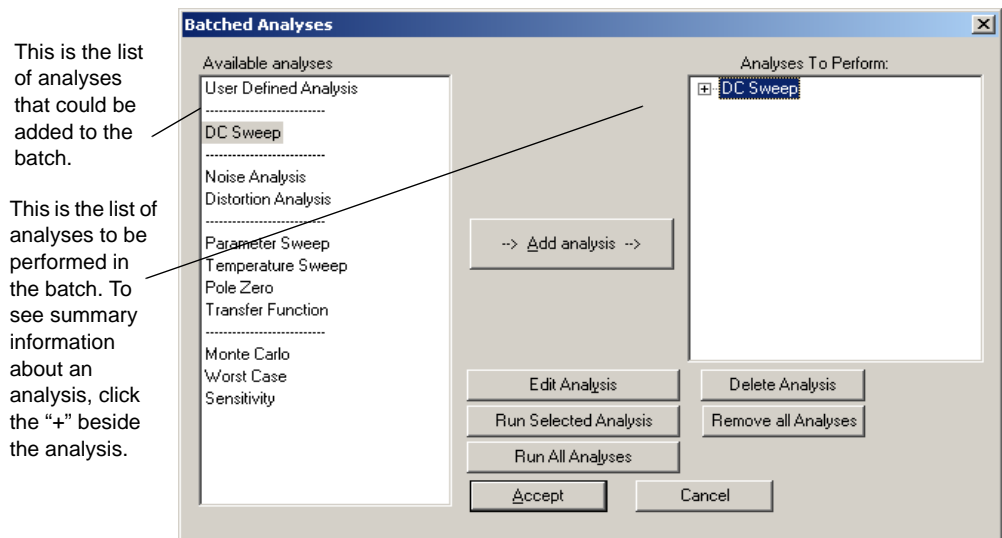 Batched Analyses
This is the list
of analyses
that could be
added to the
batch.
This is the list of
analyses to be
performed in
the batch. To
see summary
information
about an
analysis, click
the “+” beside
the analysis.
Available analyses
User Defined Analysis
---------------------------
DC Sweep
---------------------------
Noise Analysis
Distortion Analysis
---------------------------
Parameter Sweep
Temperature Sweep
Pole Zero
Transfer Function
---------------------------
Monte Carlo
Worst Case
Sensitivity
--> Add analysis -->
Analyses To Perform:
DC Sweep
Edit Analysis
Delete Analysis
Run Selected Analysis
Remove all Analyses
Run All Analyses
Accept
Cancel